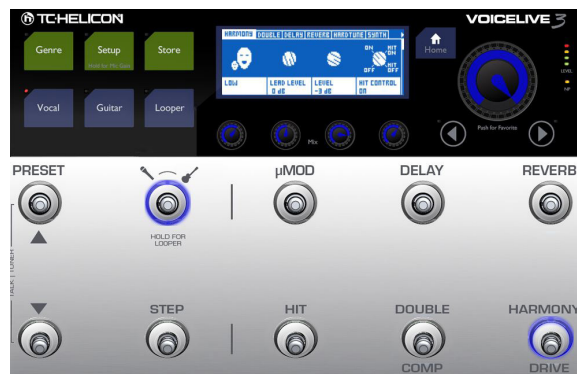 TC·HELICON
VOICELIVE 3
Genre
Setup
Hold for Mix Gain
Store
Vocal
Guitar
Looper
HARMONY DOUBLE DELAY REVERB HARDTUNE SYNTH
ON HIT ON
OFF HIT OFF
LOW
LEAD LEVEL
0 dB
LEVEL
-3 dB
HIT CONTROL
ON
Home
Mix
LEVEL
Push for Favorite
PRESET
µMOD
DELAY
REVERB
HOLD FOR
LOOPER
TALK | TUNER
STEP
HIT
DOUBLE
HARMONY
COMP
DRIVE